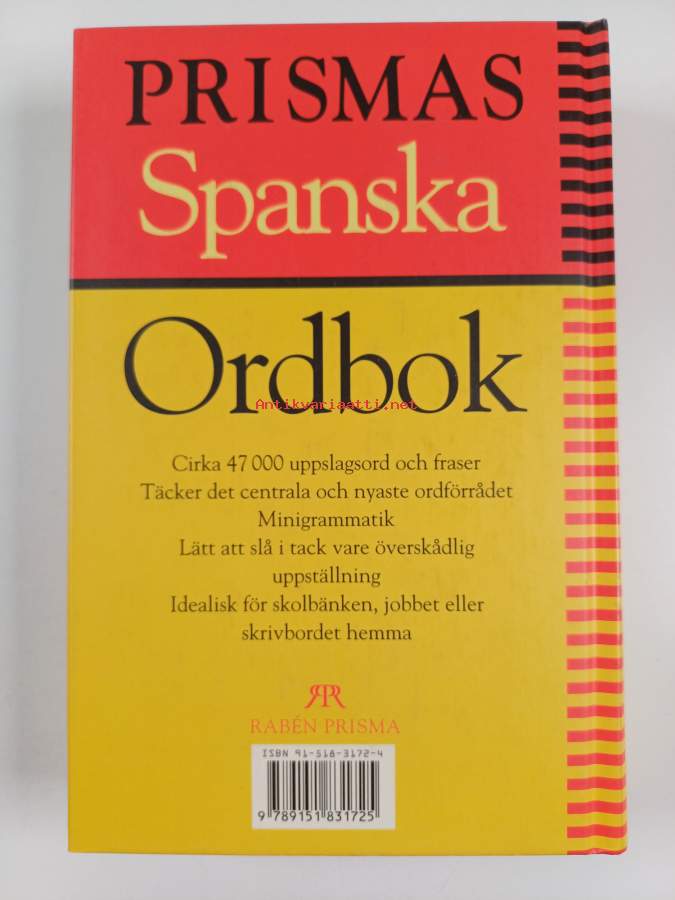 PRISMAS
Spanska
Ordbok
Antikvariaatti.net
Cirka 47 000 uppslagsord och fraser
Täcker det centrala och nyaste ordförrådet
Minigrammatik
Lätt att slå i tack vare överskådlig
uppställning
Idealisk för skolbänken, jobbet eller
skrivbordet hemma
RABÉN PRISMA
ISBN 91-518-3172-4
9 789151 831725